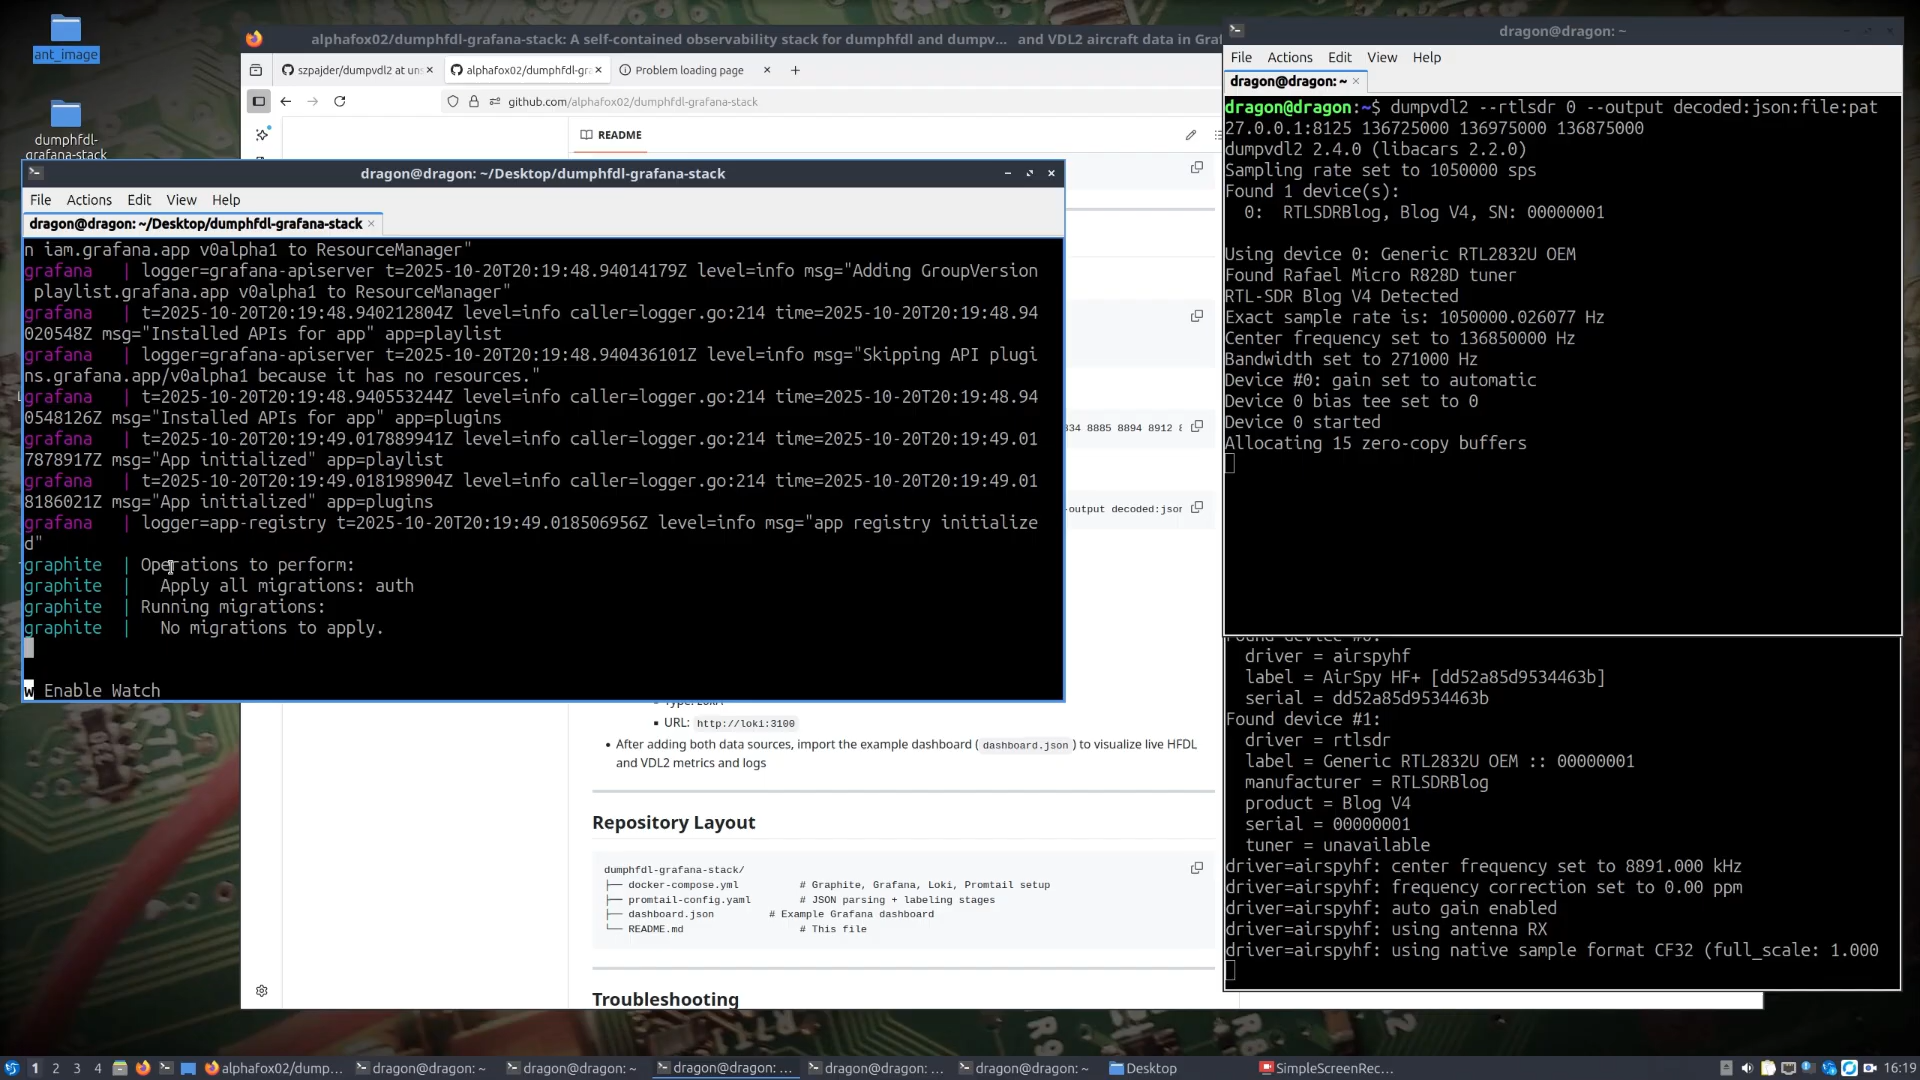 ant_image
dumphfdl-
grafana-stack
alphafox02/dumphfdl-grafana-stack: A self-contained observability stack for dumphfdl and dumpv... and VDL2 aircraft data in Graf
szpajder/dumpvdl2 at un
alphafox02/dumphfdl-gr
Problem loading page
github.com/alphafox02/dumphfdl-grafana-stack
README
dragon@dragon: ~/Desktop/dumphfdl-grafana-stack
File Actions Edit View Help
dragon@dragon: ~/Desktop/dumphfdl-grafana-stack
n iam.grafana.app v0alpha1 to ResourceManager"
grafana | logger=grafana-apiserver t=2025-10-20T20:19:48.94014179Z level=info msg="Adding GroupVersion
playlist.grafana.app v0alpha1 to ResourceManager"
grafana | t=2025-10-20T20:19:48.940212804Z level=info caller=logger.go:214 time=2025-10-20T20:19:48.94
020548Z msg="Installed APIs for app" app=playlist
grafana | logger=grafana-apiserver t=2025-10-20T20:19:48.940436101Z level=info msg="Skipping API plugi
ns.grafana.app/v0alpha1 because it has no resources."
grafana | t=2025-10-20T20:19:48.940553244Z level=info caller=logger.go:214 time=2025-10-20T20:19:48.94
0548126Z msg="Installed APIs for app" app=plugins
grafana | t=2025-10-20T20:19:49.017889941Z level=info caller=logger.go:214 time=2025-10-20T20:19:49.01
7878917Z msg="App initialized" app=playlist
grafana | t=2025-10-20T20:19:49.018198904Z level=info caller=logger.go:214 time=2025-10-20T20:19:49.01
8186021Z msg="App initialized" app=plugins
grafana | logger=app-registry t=2025-10-20T20:19:49.018506956Z level=info msg="app registry initialize
d"
graphite | Operations to perform:
graphite | Apply all migrations: auth
graphite | Running migrations:
graphite | No migrations to apply.
w Enable Watch
334 8885 8894 8912 8
-output decoded:json
URL: http://loki:3100
After adding both data sources, import the example dashboard ( dashboard.json ) to visualize live HFDL
and VDL2 metrics and logs
Repository Layout
dumphfdl-grafana-stack/
├── docker-compose.yml # Graphite, Grafana, Loki, Promtail setup
├── promtail-config.yaml # JSON parsing + labeling stages
├── dashboard.json # Example Grafana dashboard
└── README.md # This file
Troubleshooting
dragon@dragon: ~
File Actions Edit View Help
dragon@dragon: ~
dragon@dragon:~$ dumpvdl2 --rtlsdr 0 --output decoded:json:file:pat
27.0.0.1:8125 136725000 136975000 136875000
dumpvdl2 2.4.0 (libacars 2.2.0)
Sampling rate set to 1050000 sps
Found 1 device(s):
0: RTLSDRBlog, Blog V4, SN: 00000001
Using device 0: Generic RTL2832U OEM
Found Rafael Micro R828D tuner
RTL-SDR Blog V4 Detected
Exact sample rate is: 1050000.026077 Hz
Center frequency set to 136850000 Hz
Bandwidth set to 271000 Hz
Device #0: gain set to automatic
Device 0 bias tee set to 0
Device 0 started
Allocating 15 zero-copy buffers
Found device #0:
driver = airspyhf
label = AirSpy HF+ [dd52a85d9534463b]
serial = dd52a85d9534463b
Found device #1:
driver = rtlsdr
label = Generic RTL2832U OEM :: 00000001
manufacturer = RTLSDRBlog
product = Blog V4
serial = 00000001
tuner = unavailable
driver=airspyhf: center frequency set to 8891.000 kHz
driver=airspyhf: frequency correction set to 0.00 ppm
driver=airspyhf: auto gain enabled
driver=airspyhf: using antenna RX
driver=airspyhf: using native sample format CF32 (full_scale: 1.000
1 2 3 4 alphafox02/dump... dragon@dragon: ~ dragon@dragon: ~ dragon@dragon: ... dragon@dragon: ... dragon@dragon: ~ Desktop SimpleScreenRec... 16:19